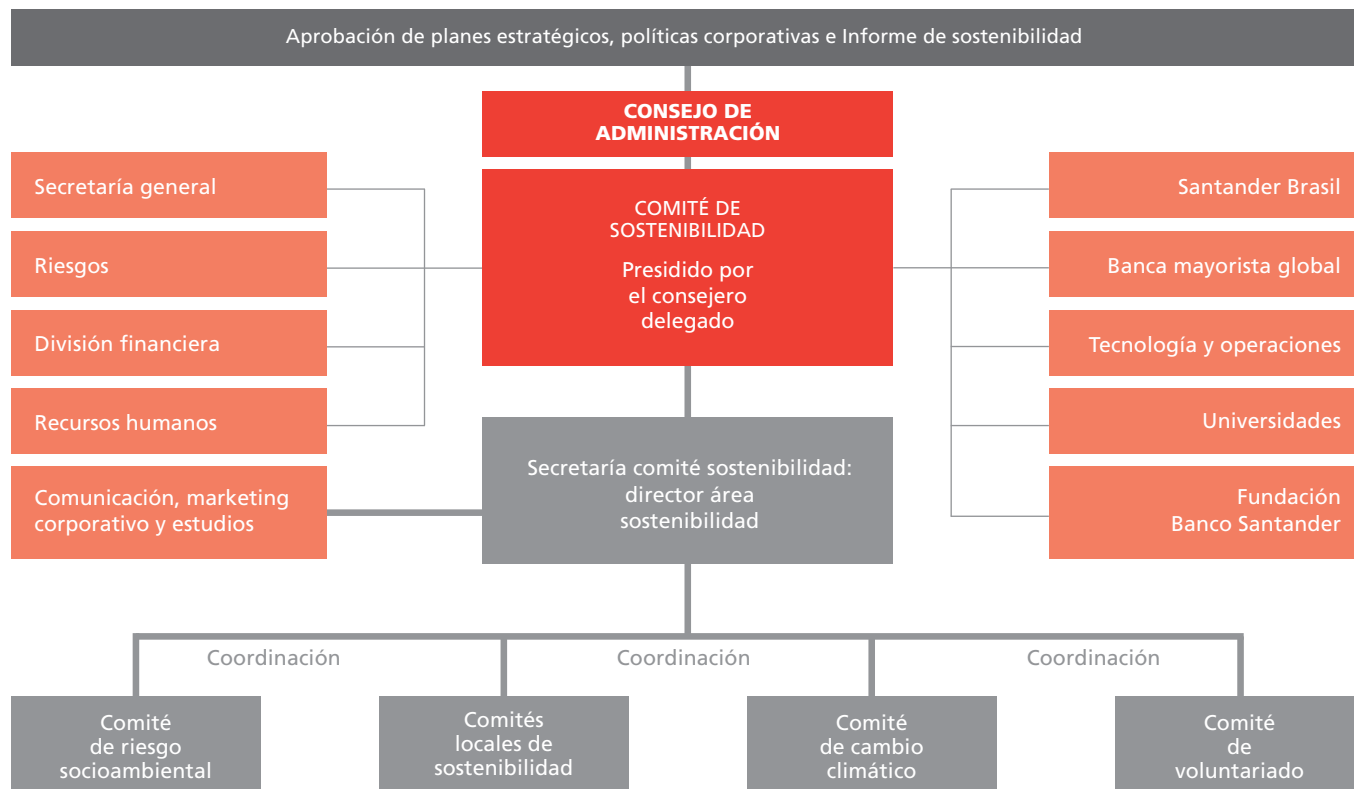 Aprobación de planes estratégicos, políticas corporativas e Informe de sostenibilidad
CONSEJO DE
ADMINISTRACIÓN
Secretaría general
Riesgos
División financiera
Recursos humanos
Comunicación, marketing
corporativo y estudios
COMITÉ DE
SOSTENIBILIDAD
Presidido por
el consejero
delegado
Secretaría comité sostenibilidad:
director área
sostenibilidad
Santander Brasil
Banca mayorista global
Tecnología y operaciones
Universidades
Fundación
Banco Santander
Coordinación
Coordinación
Coordinación
Comité
de riesgo
socioambiental
Comités
locales de
sostenibilidad
Comité
de cambio
climático
Comité
de
voluntariado